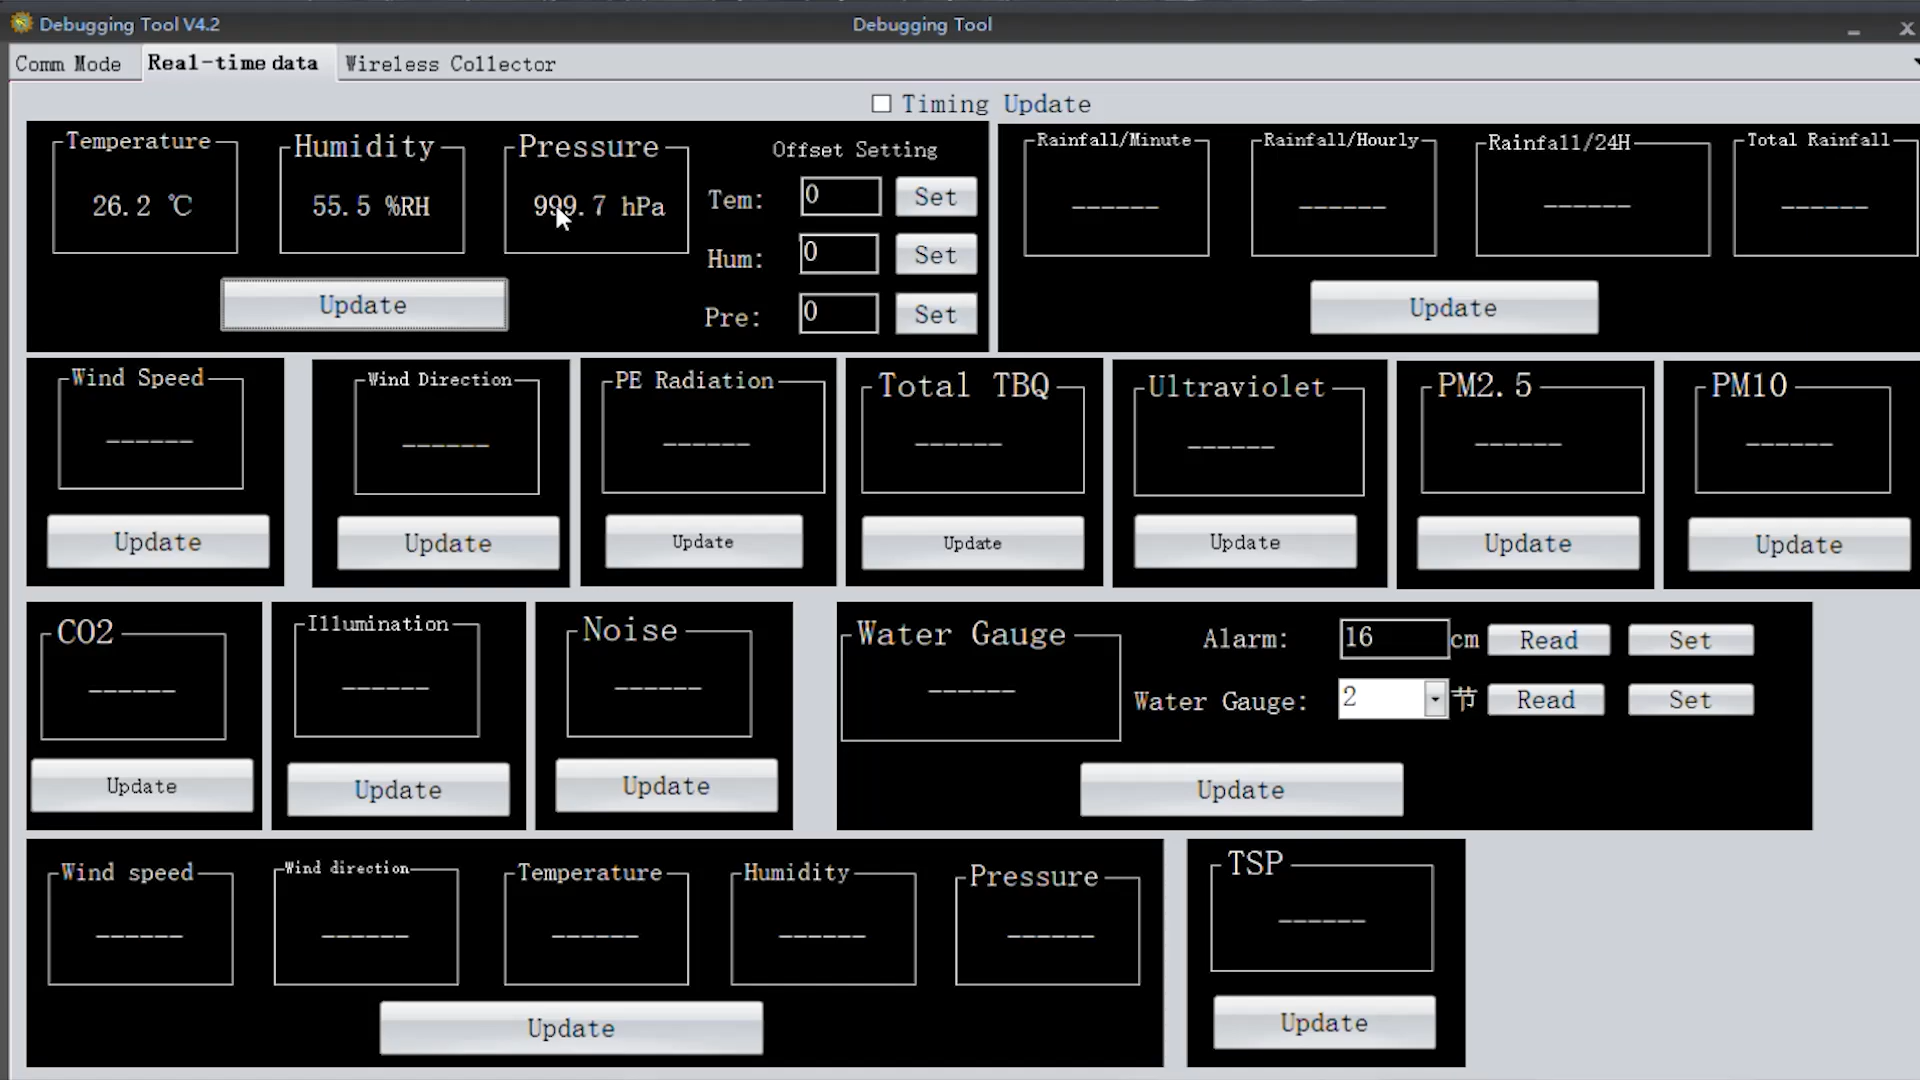 Debugging Tool V4.2
Debugging Tool
Comm Mode
Real-time data
Wireless Collector
Timing Update
Temperature
26.2 ℃
Humidity
55.5 %RH
Pressure
999.7 hPa
Update
Offset Setting
Tem: 0 Set
Hum: 0 Set
Pre: 0 Set
Rainfall/Minute
------
Rainfall/Hourly
------
Rainfall/24H
------
Total Rainfall
------
Update
Wind Speed
------
Update
Wind Direction
------
Update
PE Radiation
------
Update
Total TBQ
------
Update
Ultraviolet
------
Update
PM2.5
------
Update
PM10
------
Update
CO2
------
Update
Illumination
------
Update
Noise
------
Update
Water Gauge
------
Alarm: 16 cm Read Set
Water Gauge: 2 节 Read Set
Update
Wind speed
------
Wind direction
------
Temperature
------
Humidity
------
Pressure
------
Update
TSP
------
Update